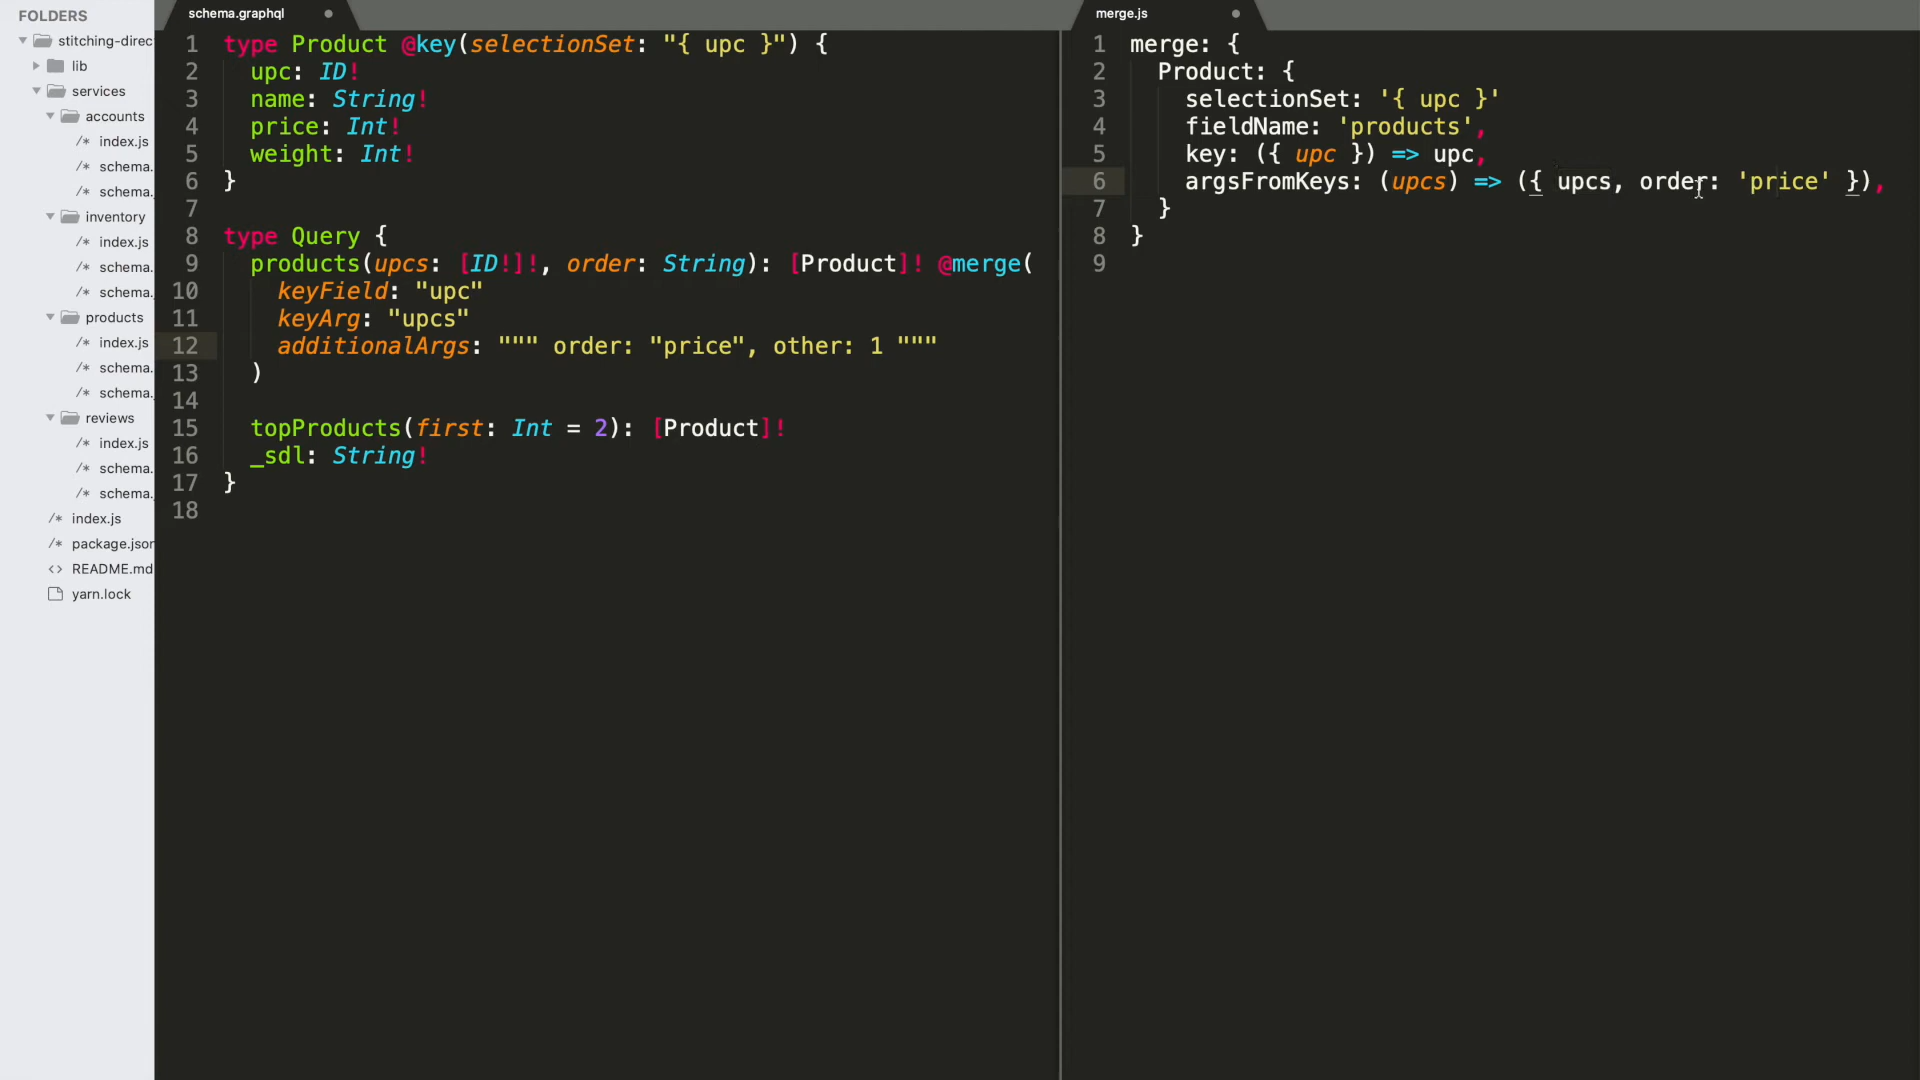 FOLDERS
stitching-direc
lib
services
accounts
/* index.js
/* schema.
/* schema.
inventory
/* index.js
/* schema.
/* schema.
products
/* index.js
/* schema.
/* schema.
reviews
/* index.js
/* schema.
/* schema.
/* index.js
/* package.json
<> README.md
yarn.lock
schema.graphql
1 type Product @key(selectionSet: "{ upc }") {
2 upc: ID!
3 name: String!
4 price: Int!
5 weight: Int!
6 }
7
8 type Query {
9 products(upcs: [ID!]!, order: String): [Product]! @merge(
10 keyField: "upc"
11 keyArg: "upcs"
12 additionalArgs: """ order: "price", other: 1 """
13 )
14
15 topProducts(first: Int = 2): [Product]!
16 _sdl: String!
17 }
18
merge.js
1 merge: {
2 Product: {
3 selectionSet: '{ upc }'
4 fieldName: 'products',
5 key: ({ upc }) => upc,
6 argsFromKeys: (upcs) => ({ upcs, order: 'price' }),
7 }
8 }
9